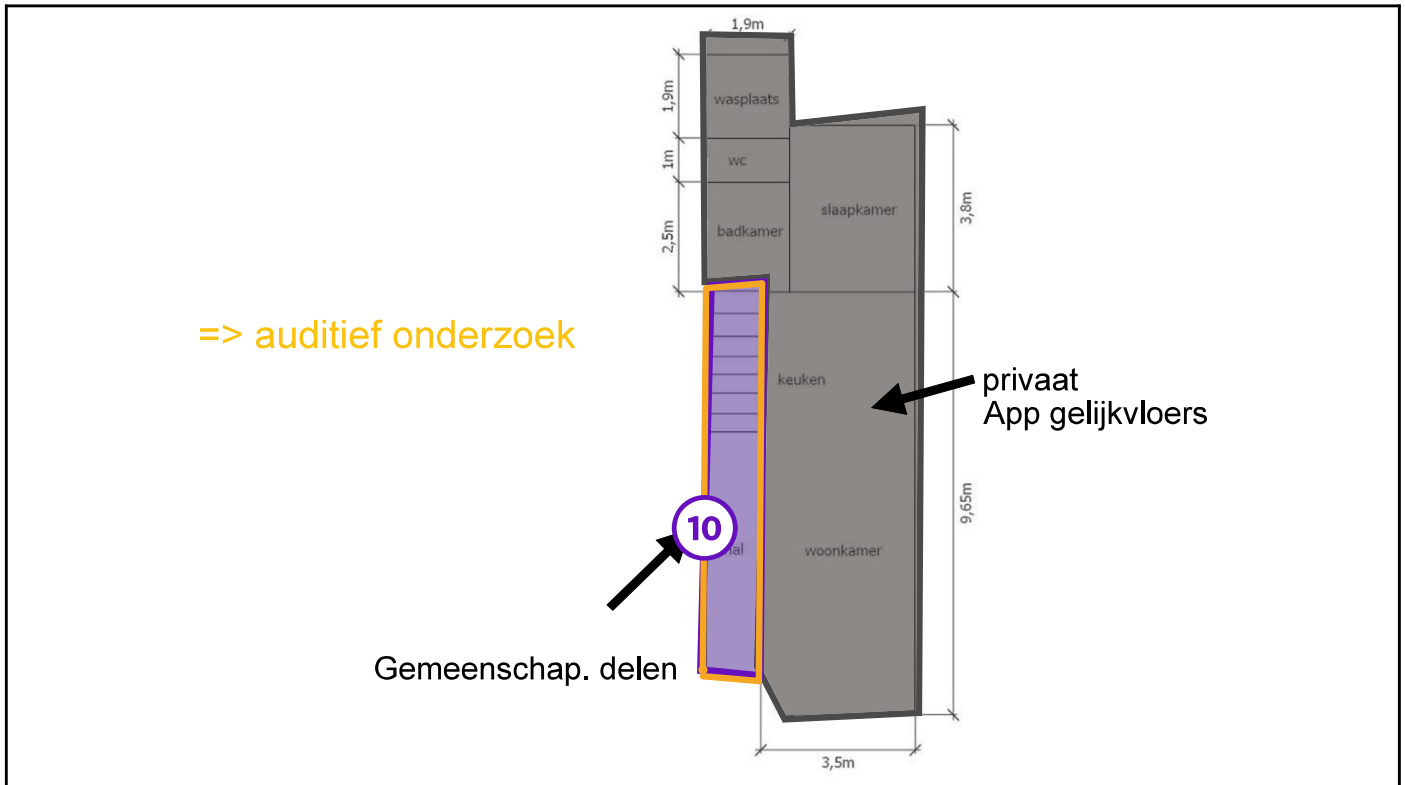 1,9m
1,9m
wasplaats
1m
wc
slaapkamer
3,8m
2,5m
badkamer
=> auditief onderzoek
keuken
privaat
App gelijkvloers
9,65m
10
woonkamer
Gemeenschap. delen
3,5m